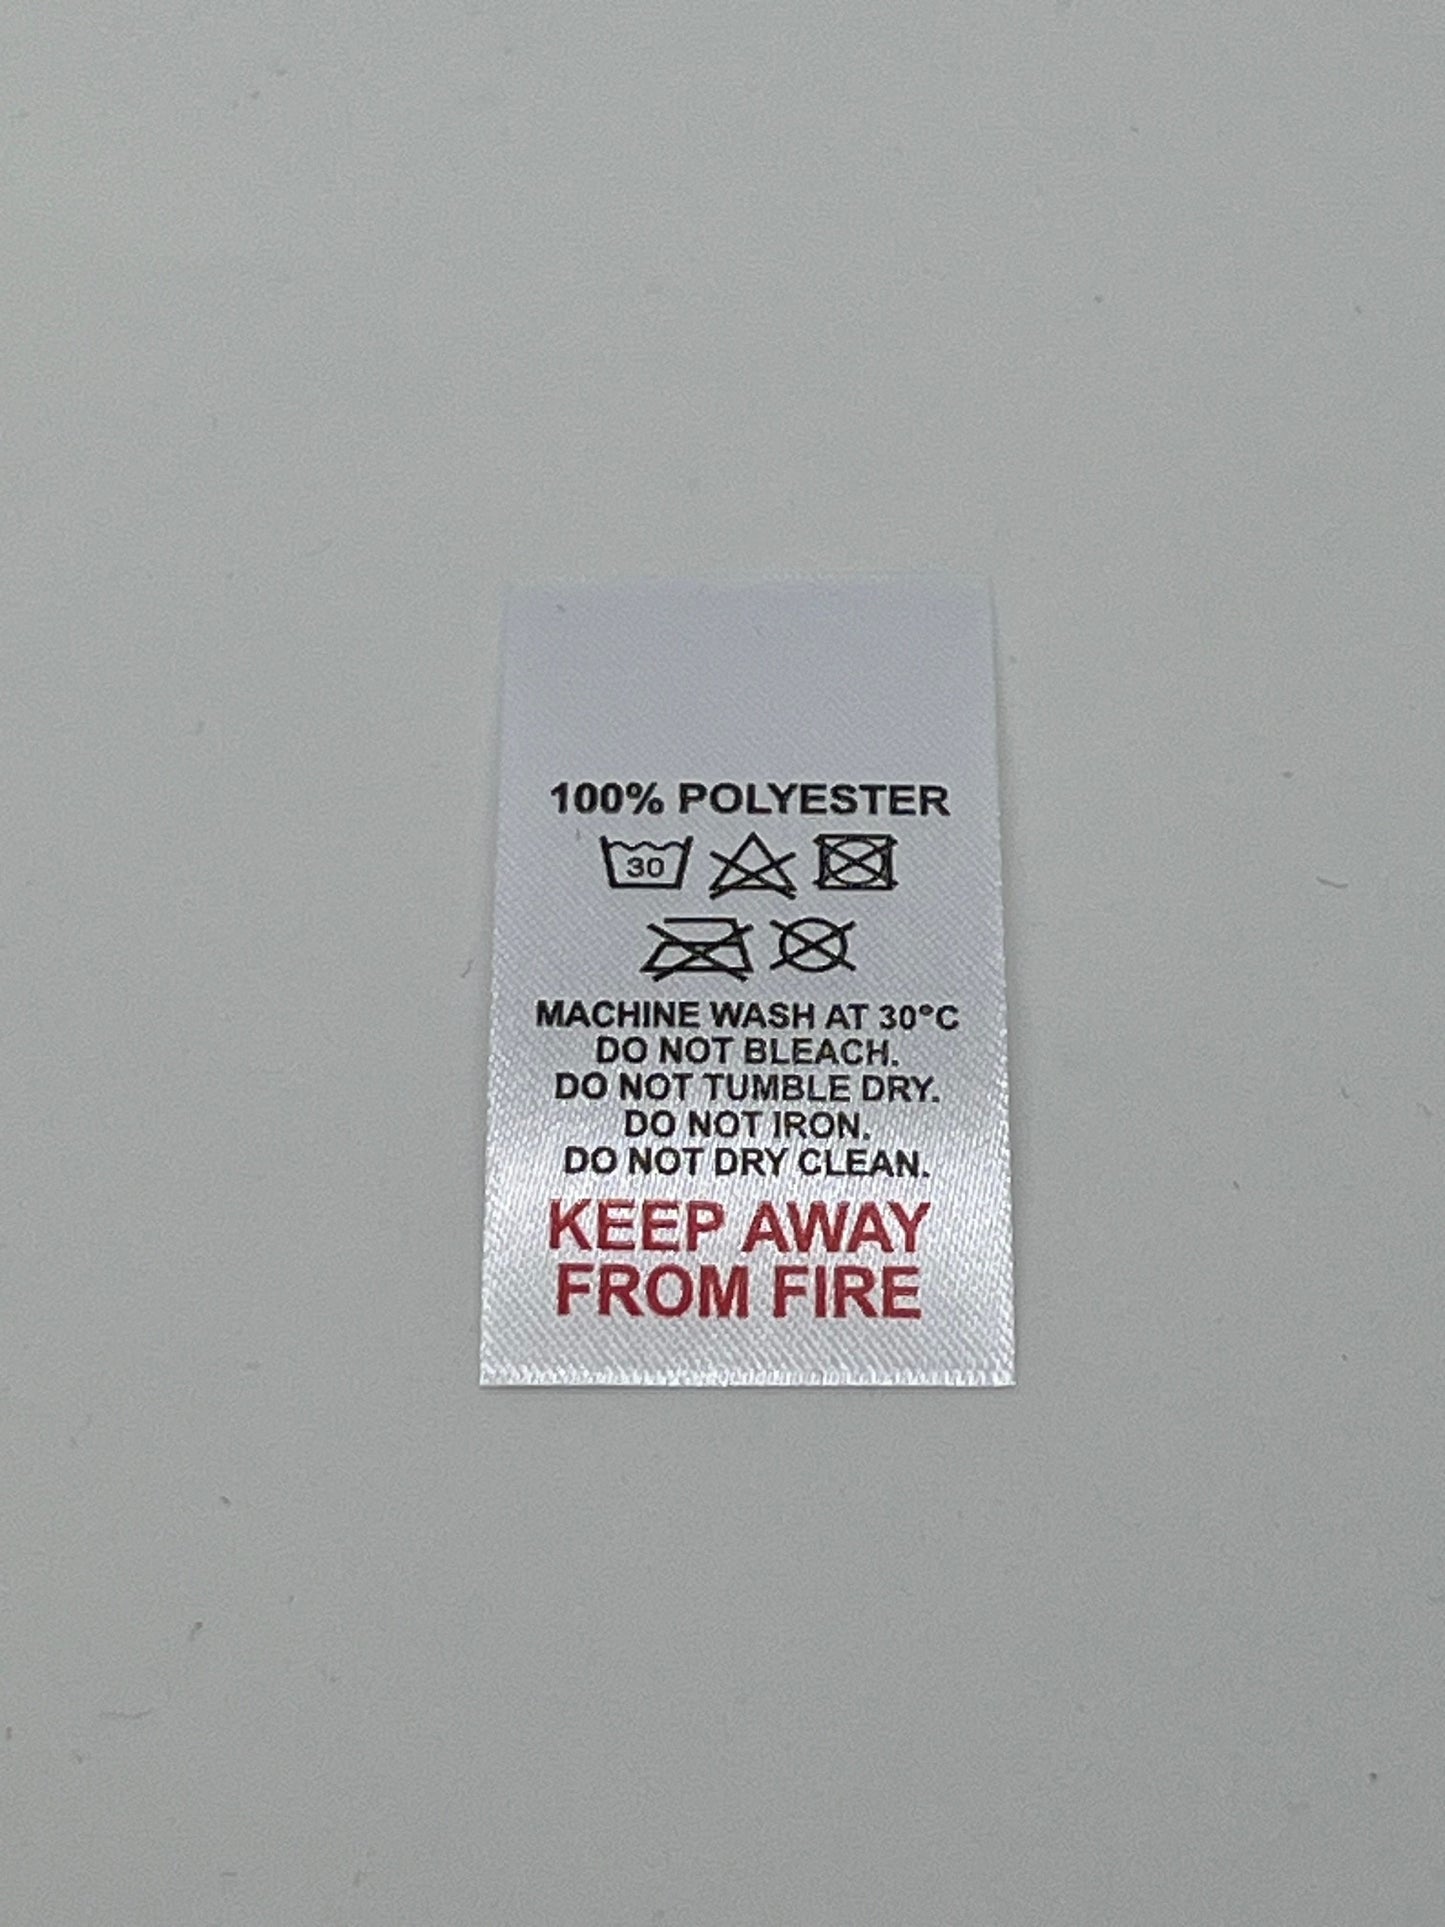 100% POLYESTER
30
MACHINE WASH AT 30°C
DO NOT BLEACH.
DO NOT TUMBLE DRY.
DO NOT IRON.
DO NOT DRY CLEAN.
KEEP AWAY
FROM FIRE